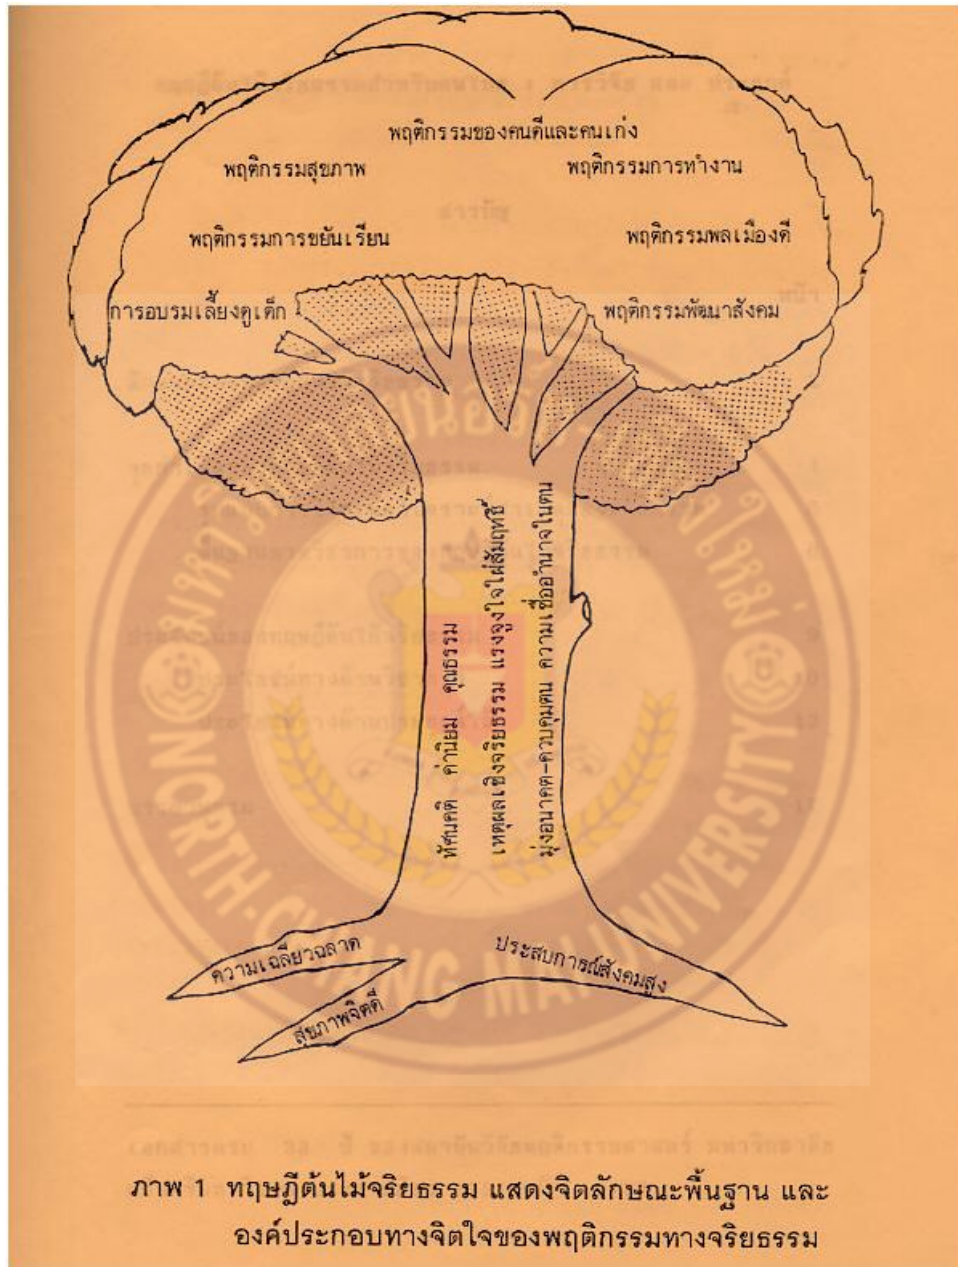 พฤติกรรมของคนดีและคนเก่ง
พฤติกรรมสุขภาพ
พฤติกรรมการทำงาน
พฤติกรรมการขยันเรียน
พฤติกรรมพลเมืองดี
การอบรมเลี้ยงดูเด็ก
พฤติกรรมพัฒนาสังคม
ทัศนคติ ค่านิยม คุณธรรม
เหตุผลเชิงจริยธรรม แรงจูงใจใฝ่สัมฤทธิ์
มุ่งอนาคต-ควบคุมตน ความเชื่ออำนาจในตน
ความเฉลียวฉลาด
ประสบการณ์สังคมสูง
สุขภาพจิตดี
NORTH-CHIANG MAI UNIVERSITY
ภาพ 1 ทฤษฎีต้นไม้จริยธรรม แสดงจิตลักษณะพื้นฐาน และ
องค์ประกอบทางจิตใจของพฤติกรรมทางจริยธรรม